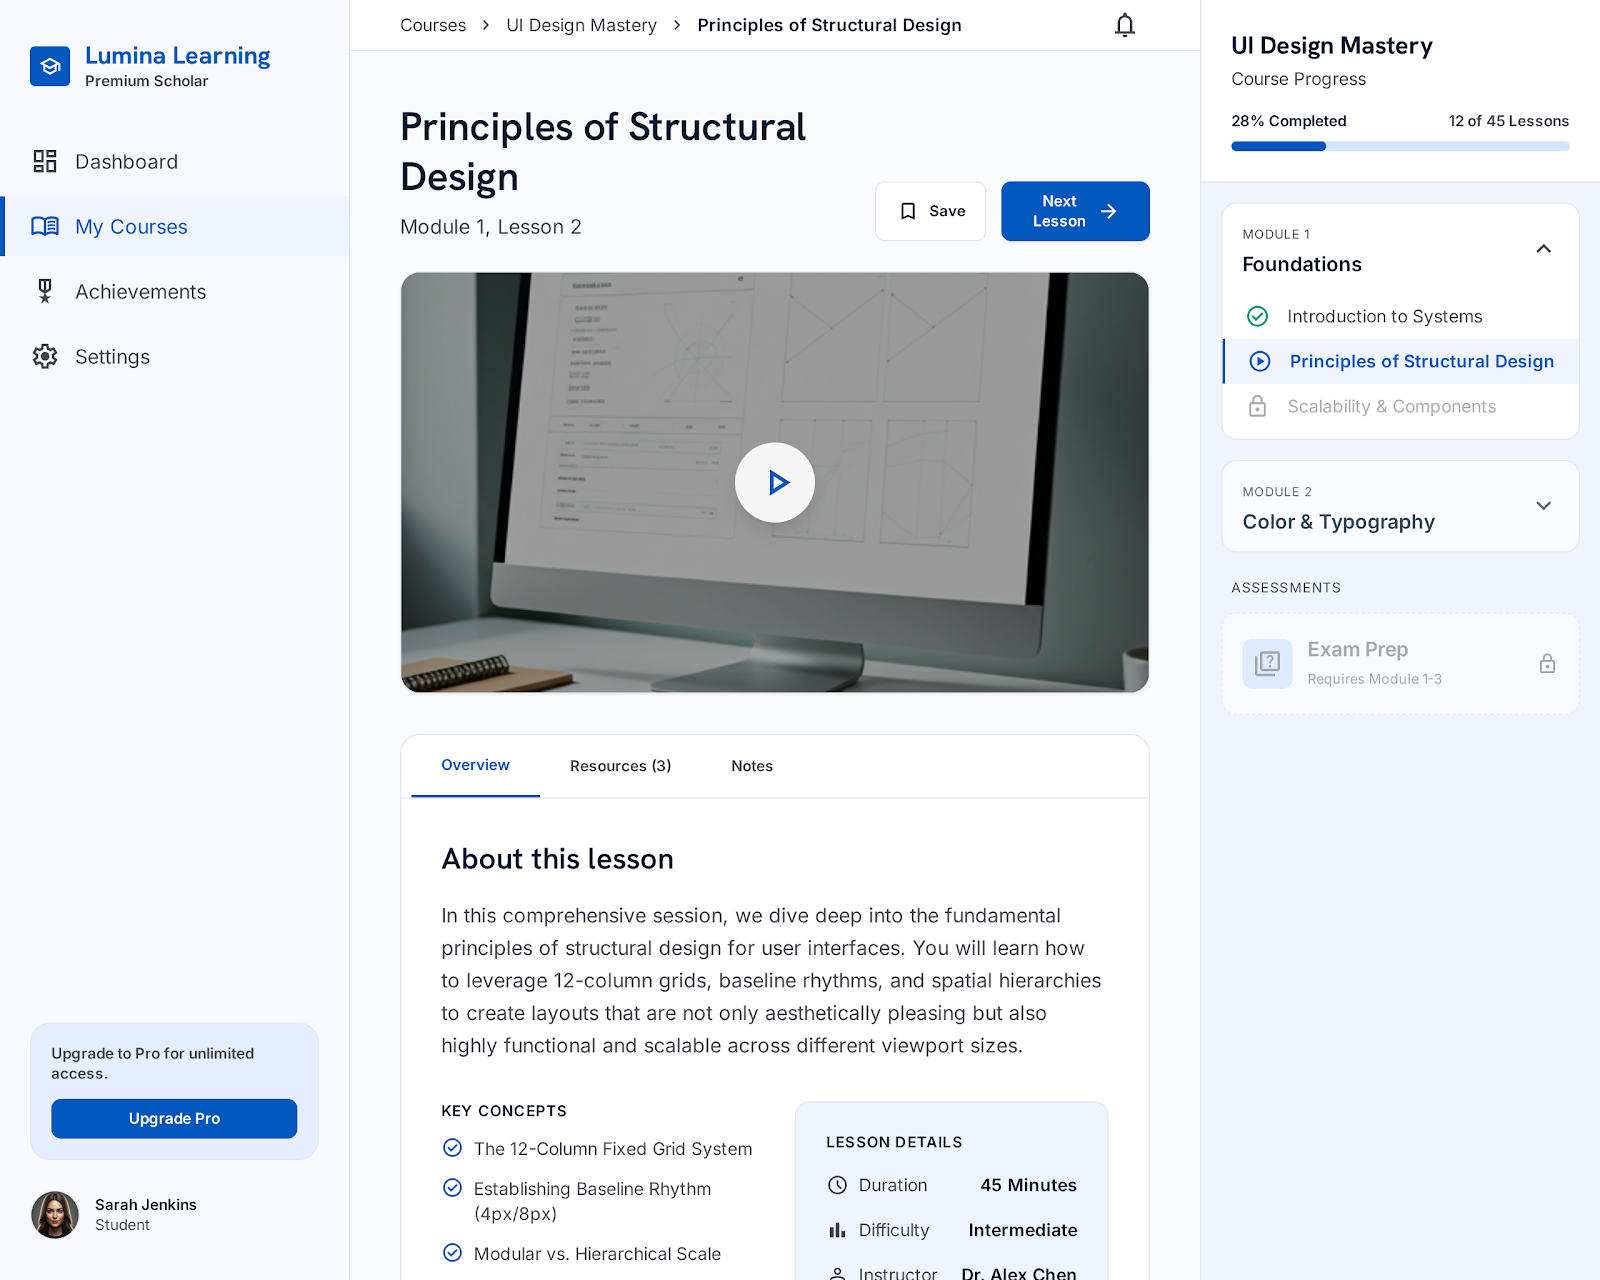 Lumina Learning
Premium Scholar
Dashboard
My Courses
Achievements
Settings
Upgrade to Pro for unlimited
access.
Upgrade Pro
Sarah Jenkins
Student
Courses
UI Design Mastery
Principles of Structural Design
Principles of Structural
Design
Module 1, Lesson 2
Save
Next
Lesson
Overview
Resources (3)
Notes
About this lesson
In this comprehensive session, we dive deep into the fundamental
principles of structural design for user interfaces. You will learn how
to leverage 12-column grids, baseline rhythms, and spatial hierarchies
to create layouts that are not only aesthetically pleasing but also
highly functional and scalable across different viewport sizes.
KEY CONCEPTS
The 12-Column Fixed Grid System
Establishing Baseline Rhythm
(4px/8px)
Modular vs. Hierarchical Scale
LESSON DETAILS
Duration 45 Minutes
Difficulty Intermediate
Instructor Dr. Alex Chen
UI Design Mastery
Course Progress
28% Completed 12 of 45 Lessons
MODULE 1
Foundations
Introduction to Systems
Principles of Structural Design
Scalability & Components
MODULE 2
Color & Typography
ASSESSMENTS
Exam Prep
Requires Module 1-3